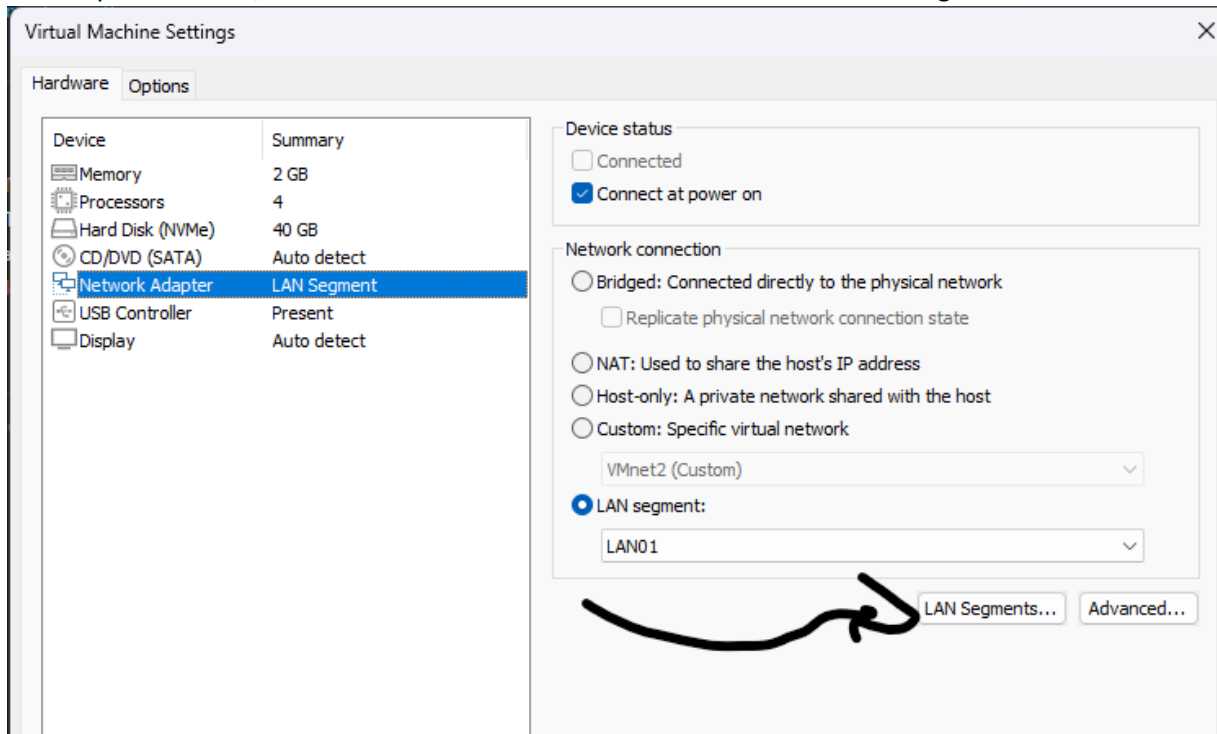 Virtual Machine Settings
Hardware Options
Device Summary
Memory 2 GB
Processors 4
Hard Disk (NVMe) 40 GB
CD/DVD (SATA) Auto detect
Network Adapter LAN Segment
USB Controller Present
Display Auto detect
Device status
Connected
Connect at power on
Network connection
Bridged: Connected directly to the physical network
Replicate physical network connection state
NAT: Used to share the host's IP address
Host-only: A private network shared with the host
Custom: Specific virtual network
VMnet2 (Custom)
LAN segment:
LAN01
LAN Segments... Advanced...